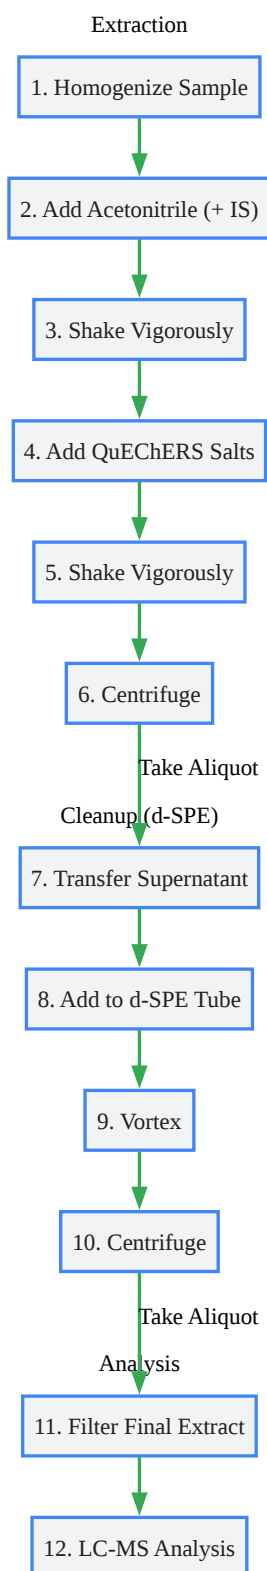 Extraction
1. Homogenize Sample
2. Add Acetonitrile (+ IS)
3. Shake Vigorously
4. Add QuEChERS Salts
5. Shake Vigorously
6. Centrifuge
Take Aliquot
Cleanup (d-SPE)
7. Transfer Supernatant
8. Add to d-SPE Tube
9. Vortex
10. Centrifuge
Take Aliquot
Analysis
11. Filter Final Extract
12. LC-MS Analysis